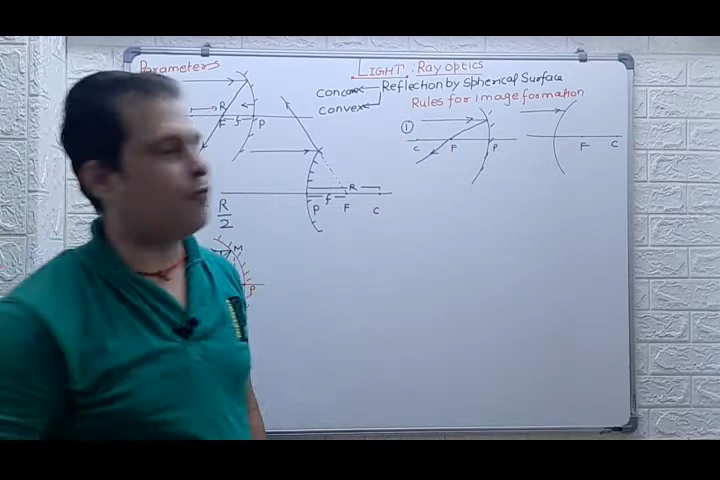 Parameters
LIGHT : Ray optics
Reflection by Spherical Surface
Concave
Convex
Rules for image formation
R
F f P
R
P f F C
R/2
M
P
① C F P
F C